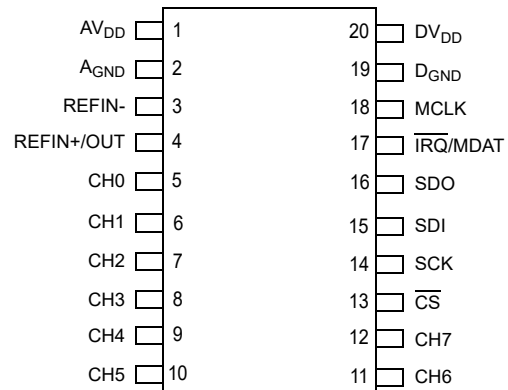 AVDD 1 20 DVDD
AGND 2 19 DGND
REFIN- 3 18 MCLK
REFIN+/OUT 4 17 IRQ/MDAT
CH0 5 16 SDO
CH1 6 15 SDI
CH2 7 14 SCK
CH3 8 13 CS
CH4 9 12 CH7
CH5 10 11 CH6